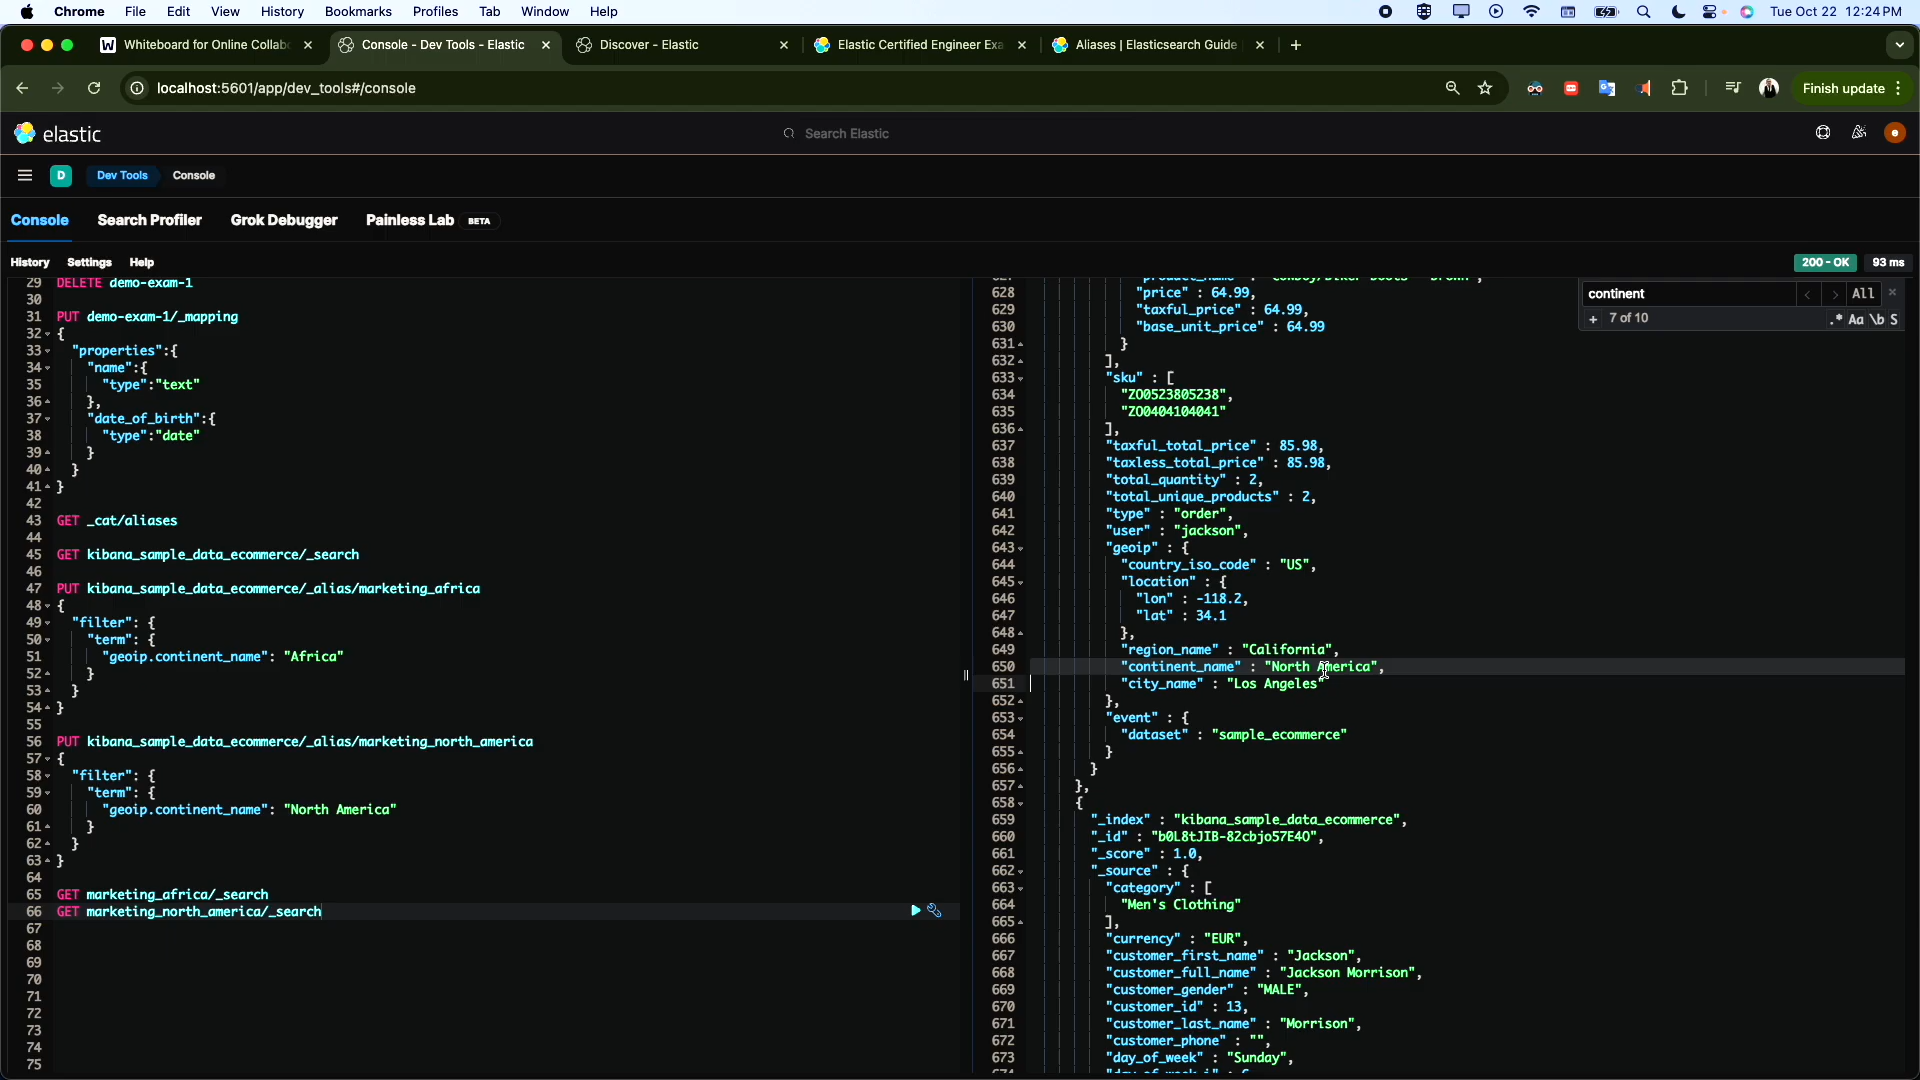 Chrome File Edit View History Bookmarks Profiles Tab Window Help Tue Oct 22 12:24 PM
Whiteboard for Online Collabo Console - Dev Tools - Elastic Discover - Elastic Elastic Certified Engineer Exa Aliases | Elasticsearch Guide
localhost:5601/app/dev_tools#/console Finish update
elastic Search Elastic
D Dev Tools Console
Console Search Profiler Grok Debugger Painless Lab BETA
History Settings Help 200 - OK 93 ms
29 DELETE demo-exam-1
30
31 PUT demo-exam-1/_mapping
32 {
33 "properties":{
34 "name":{
35 "type":"text"
36 },
37 "date_of_birth":{
38 "type":"date"
39 }
40 }
41 }
42
43 GET _cat/aliases
44
45 GET kibana_sample_data_ecommerce/_search
46
47 PUT kibana_sample_data_ecommerce/_alias/marketing_africa
48 {
49 "filter": {
50 "term": {
51 "geoip.continent_name": "Africa"
52 }
53 }
54 }
55
56 PUT kibana_sample_data_ecommerce/_alias/marketing_north_america
57 {
58 "filter": {
59 "term": {
60 "geoip.continent_name": "North America"
61 }
62 }
63 }
64
65 GET marketing_africa/_search
66 GET marketing_north_america/_search
67
68
69
70
71
72
73
74
75
628 "price" : 64.99,
629 "taxful_price" : 64.99,
630 "base_unit_price" : 64.99
631 }
632 ],
633 "sku" : [
634 "ZO0523805238",
635 "ZO0404104041"
636 ],
637 "taxful_total_price" : 85.98,
638 "taxless_total_price" : 85.98,
639 "total_quantity" : 2,
640 "total_unique_products" : 2,
641 "type" : "order",
642 "user" : "jackson",
643 "geoip" : {
644 "country_iso_code" : "US",
645 "location" : {
646 "lon" : -118.2,
647 "lat" : 34.1
648 },
649 "region_name" : "California",
650 "continent_name" : "North America",
651 "city_name" : "Los Angeles"
652 },
653 "event" : {
654 "dataset" : "sample_ecommerce"
655 }
656 }
657 },
658 {
659 "_index" : "kibana_sample_data_ecommerce",
660 "_id" : "b0L8tJIB-82cbjo57E4O",
661 "_score" : 1.0,
662 "_source" : {
663 "category" : [
664 "Men's Clothing"
665 ],
666 "currency" : "EUR",
667 "customer_first_name" : "Jackson",
668 "customer_full_name" : "Jackson Morrison",
669 "customer_gender" : "MALE",
670 "customer_id" : 13,
671 "customer_last_name" : "Morrison",
672 "customer_phone" : "",
673 "day_of_week" : "Sunday",
continent < > All ×
+ 7 of 10 .* Aa \b S